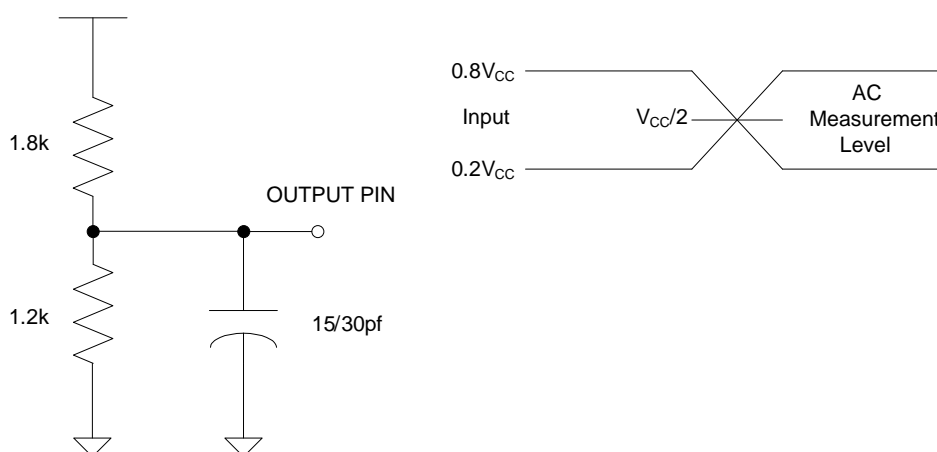 1.8k
OUTPUT PIN
1.2k
15/30pf
0.8VCC
Input
VCC/2
0.2VCC
AC
Measurement
Level